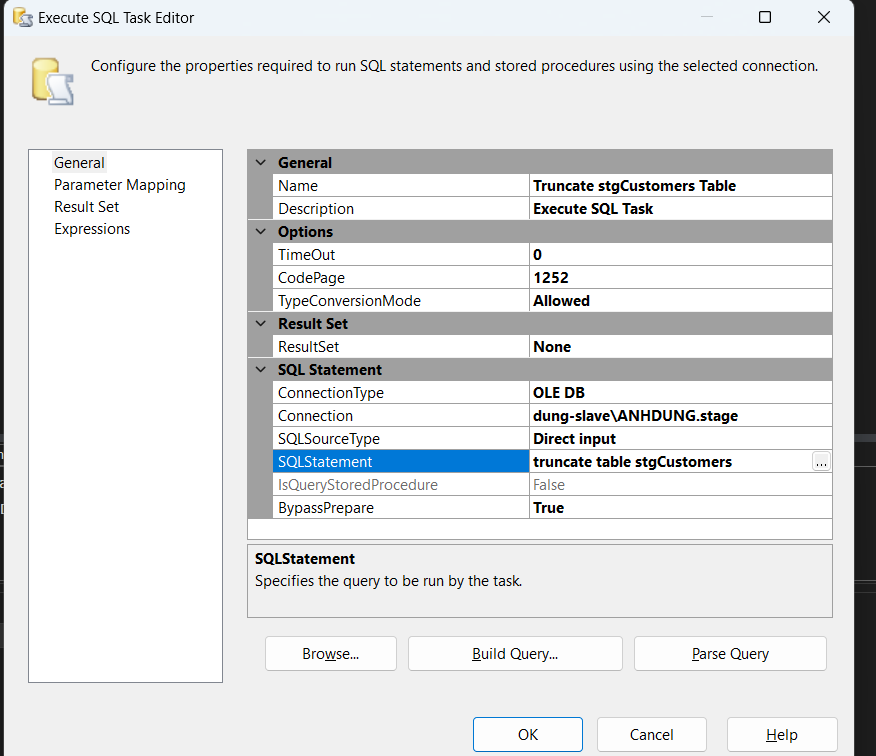 Execute SQL Task Editor
Configure the properties required to run SQL statements and stored procedures using the selected connection.
General
Parameter Mapping
Result Set
Expressions
General
Name Truncate stgCustomers Table
Description Execute SQL Task
Options
TimeOut 0
CodePage 1252
TypeConversionMode Allowed
Result Set
ResultSet None
SQL Statement
ConnectionType OLE DB
Connection dung-slave\ANHDUNG.stage
SQLSourceType Direct input
SQLStatement truncate table stgCustomers ...
IsQueryStoredProcedure False
BypassPrepare True
SQLStatement
Specifies the query to be run by the task.
Browse... Build Query... Parse Query
OK Cancel Help